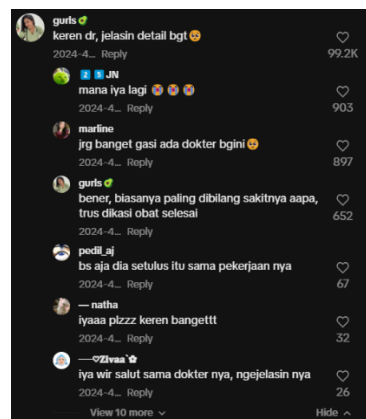 gurls
keren dr, jelasin detail bgt🥺
2024-4... Reply
99.2K
2 5 JN
mana iya lagi 😭 😭 😭
2024-4... Reply
903
marline
jrg banget gasi ada dokter bgini🥺
2024-4... Reply
897
gurls
bener, biasanya paling dibilang sakitnya aapa,
trus dikasi obat selesai
2024-4... Reply
652
pedil_aj
bs aja dia setulus itu sama pekerjaan nya
2024-4... Reply
67
— natha
iyaaa plzzz keren bangettt
2024-4... Reply
32
—♡Zivaa`✿
iya wir salut sama dokter nya, ngejelasin nya
2024-4... Reply
26
View 10 more
Hide